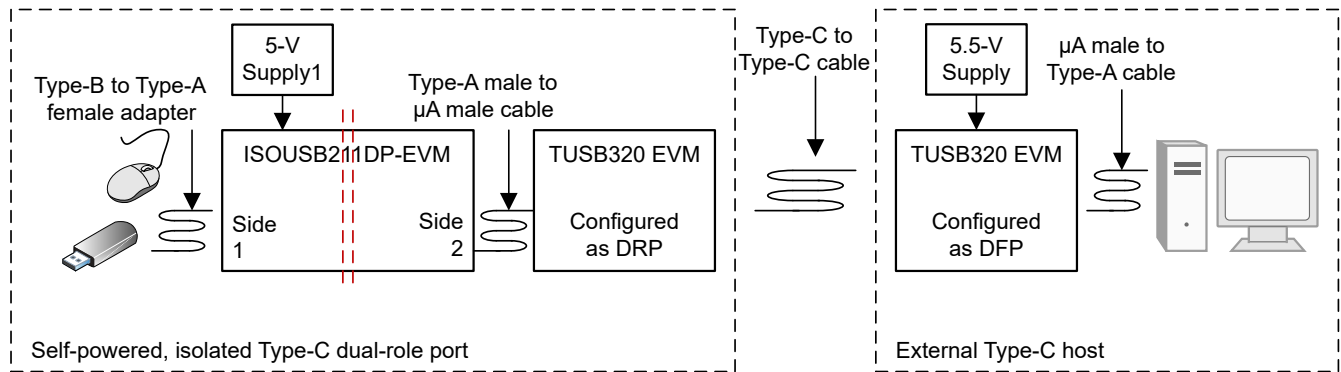 5-V
Supply1
Type-B to Type-A
female adapter
Type-A male to
µA male cable
ISOUSB211DP-EVM
Side
1
Side
2
TUSB320 EVM
Configured
as DRP
Self-powered, isolated Type-C dual-role port
Type-C to
Type-C cable
5.5-V
Supply
µA male to
Type-A cable
TUSB320 EVM
Configured
as DFP
External Type-C host